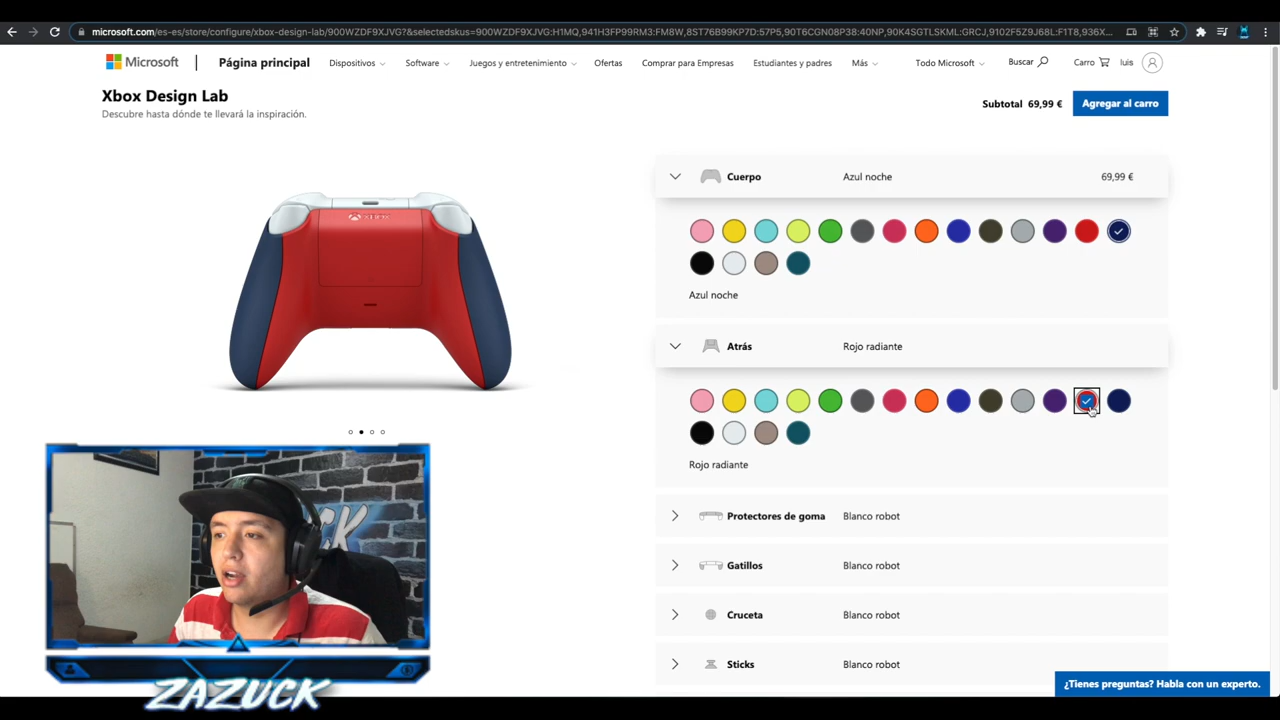 microsoft.com/es-es/store/configure/xbox-design-lab/900WZDF9XJVG?&selectedskus=900WZDF9XJVG:H1MQ,941H3FP99RM3:FM8W,8ST76B99KP7D:57P5,90T6CGN08P38:40NP,90K4SGTLSKML:GRCJ,9102F5Z9J68L:F1T8,936X...
Microsoft
Página principal
Dispositivos
Software
Juegos y entretenimiento
Ofertas
Comprar para Empresas
Estudiantes y padres
Más
Todo Microsoft
Buscar
Carro
luis
Xbox Design Lab
Descubre hasta dónde te llevará la inspiración.
Subtotal 69,99 €
Agregar al carro
Cuerpo
Azul noche
69,99 €
Azul noche
Atrás
Rojo radiante
Rojo radiante
Protectores de goma
Blanco robot
Gatillos
Blanco robot
Cruceta
Blanco robot
Sticks
Blanco robot
¿Tienes preguntas? Habla con un experto.
ZAZUCK